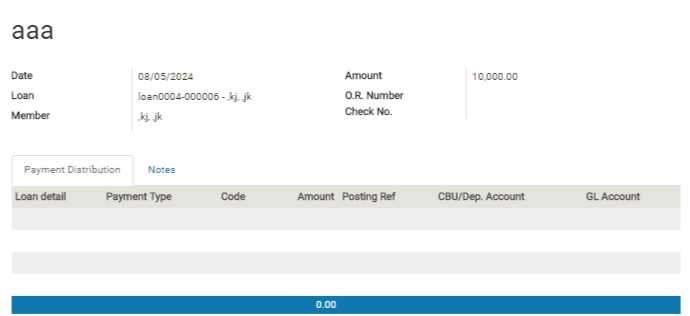 aaa
Date 08/05/2024 Amount 10,000.00
Loan loan0004-000006 - ,kj, ,jk O.R. Number
Member ,kj, ,jk Check No.
Payment Distribution Notes
Loan detail Payment Type Code Amount Posting Ref CBU/Dep. Account GL Account
0.00